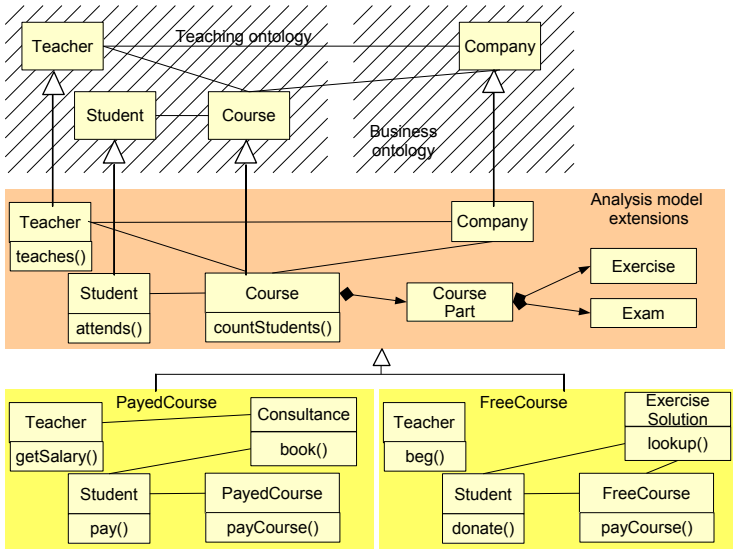 Teacher
Teaching ontology
Company
Student
Course
Business
ontology
Analysis model
extensions
Teacher
teaches()
Company
Student
attends()
Course
countStudents()
Course
Part
Exercise
Exam
PayedCourse
Teacher
getSalary()
Consultance
book()
Student
pay()
PayedCourse
payCourse()
FreeCourse
Teacher
beg()
Exercise
Solution
lookup()
Student
donate()
FreeCourse
payCourse()